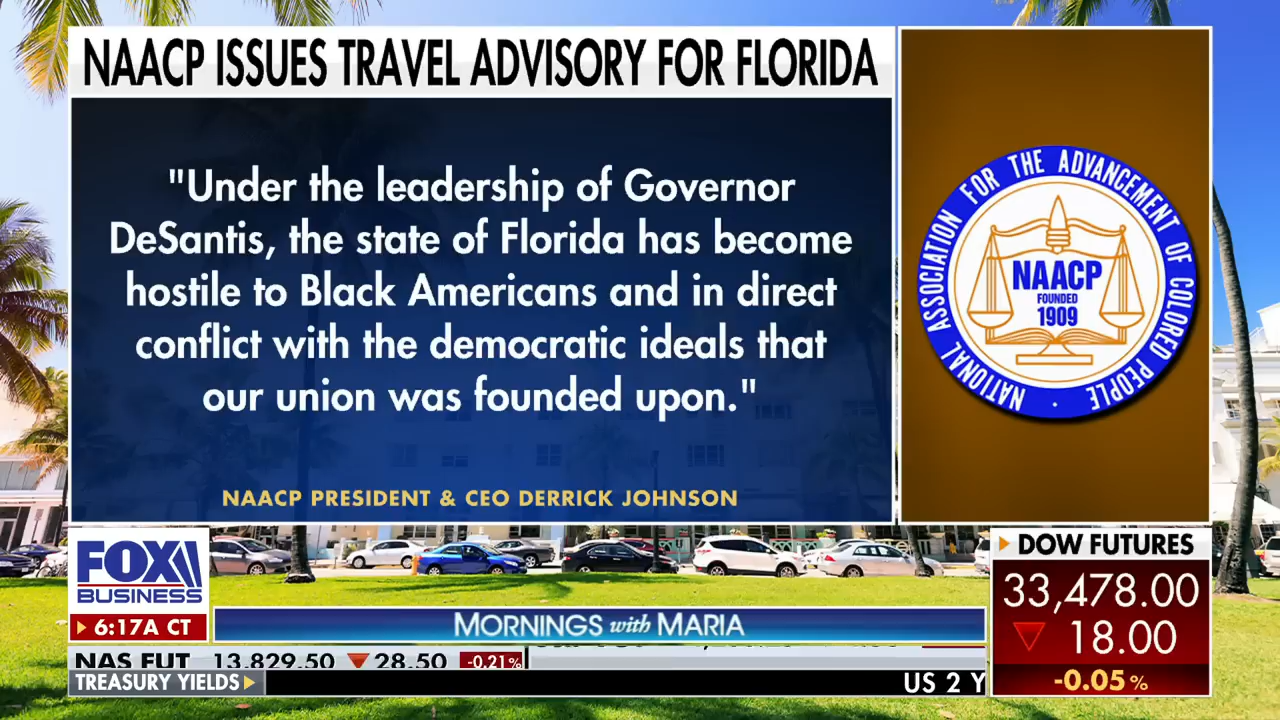 NAACP ISSUES TRAVEL ADVISORY FOR FLORIDA
"Under the leadership of Governor
DeSantis, the state of Florida has become
hostile to Black Americans and in direct
conflict with the democratic ideals that
our union was founded upon."
NAACP PRESIDENT & CEO DERRICK JOHNSON
NATIONAL ASSOCIATION FOR THE ADVANCEMENT OF COLORED PEOPLE
NAACP
FOUNDED
1909
FOX
BUSINESS
6:17A CT
MORNINGS with MARIA
DOW FUTURES
33,478.00
18.00
-0.05%
NAS FUT 13,829.50 28.50 -0.21%
TREASURY YIELDS
US 2 Y